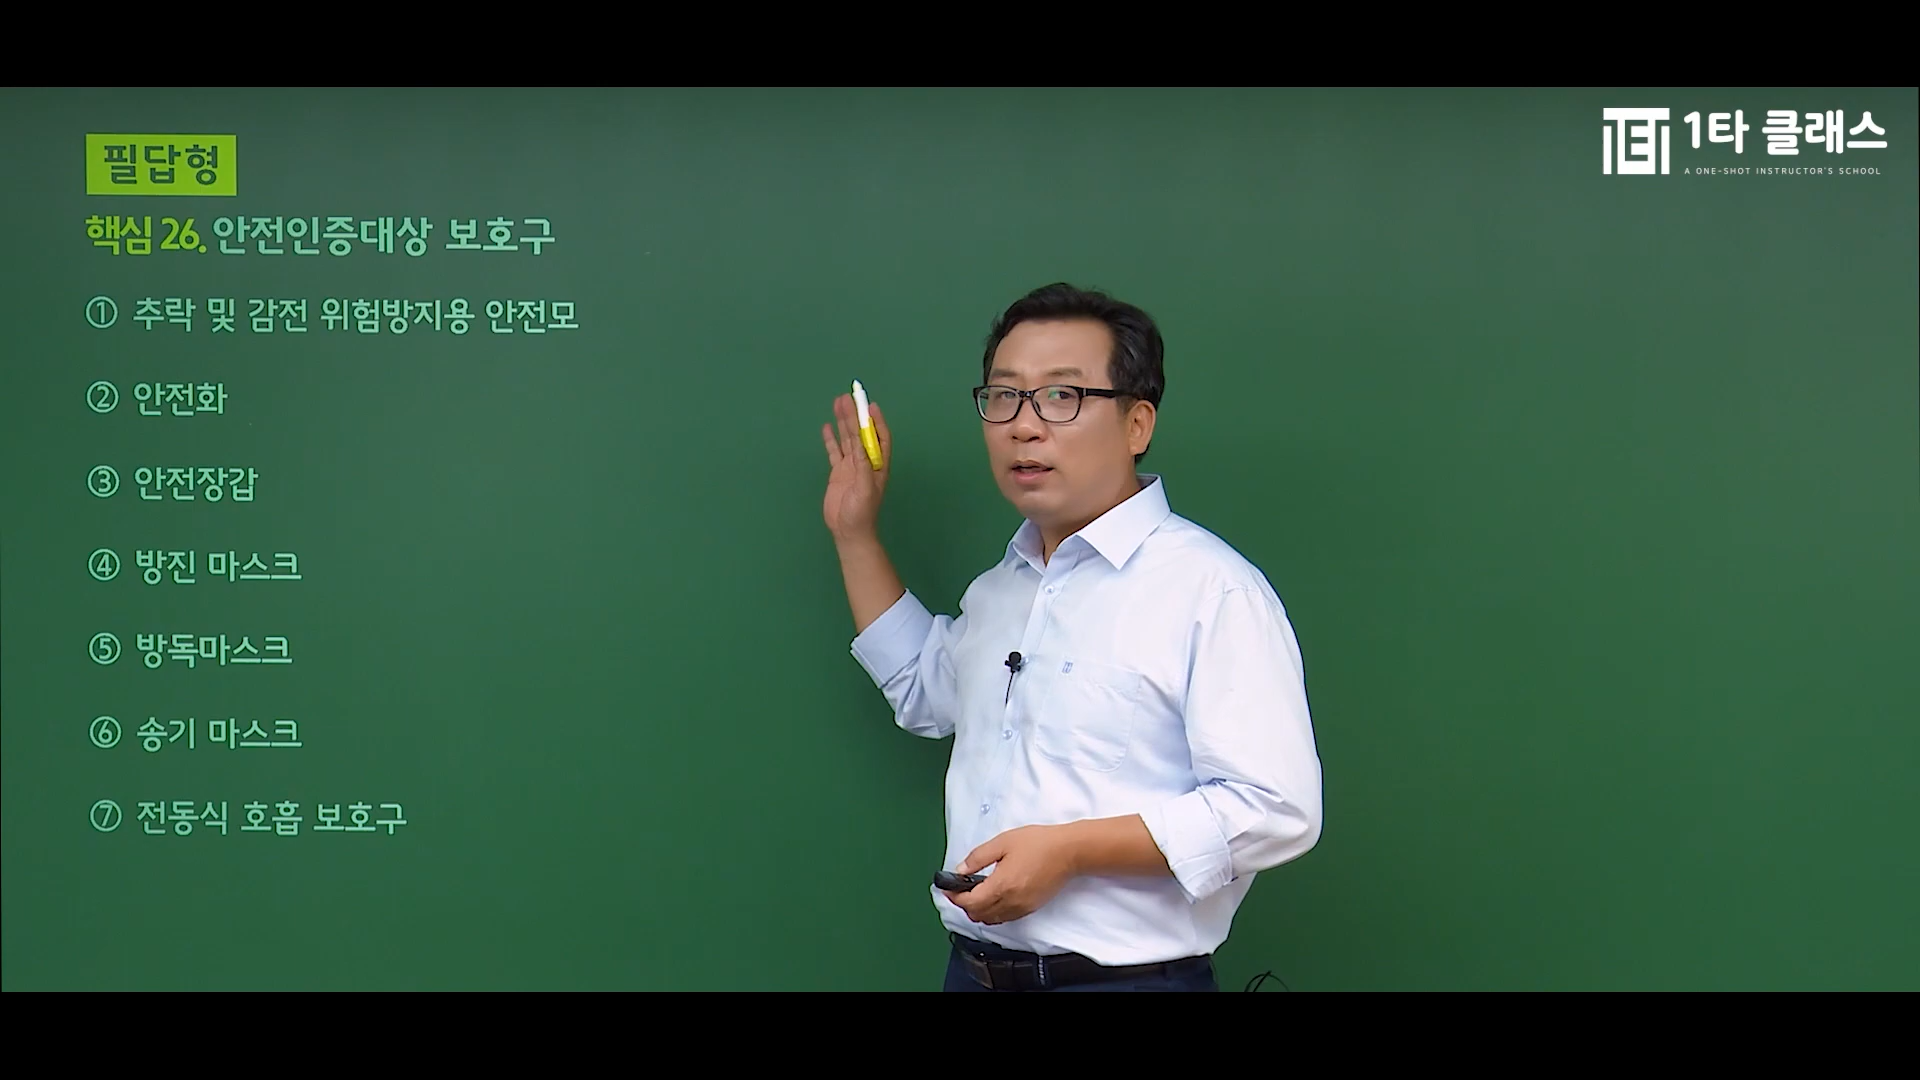 1타 클래스
A ONE-SHOT INSTRUCTOR'S SCHOOL
필답형
핵심 26. 안전인증대상 보호구
① 추락 및 감전 위험방지용 안전모
② 안전화
③ 안전장갑
④ 방진 마스크
⑤ 방독마스크
⑥ 송기 마스크
⑦ 전동식 호흡 보호구